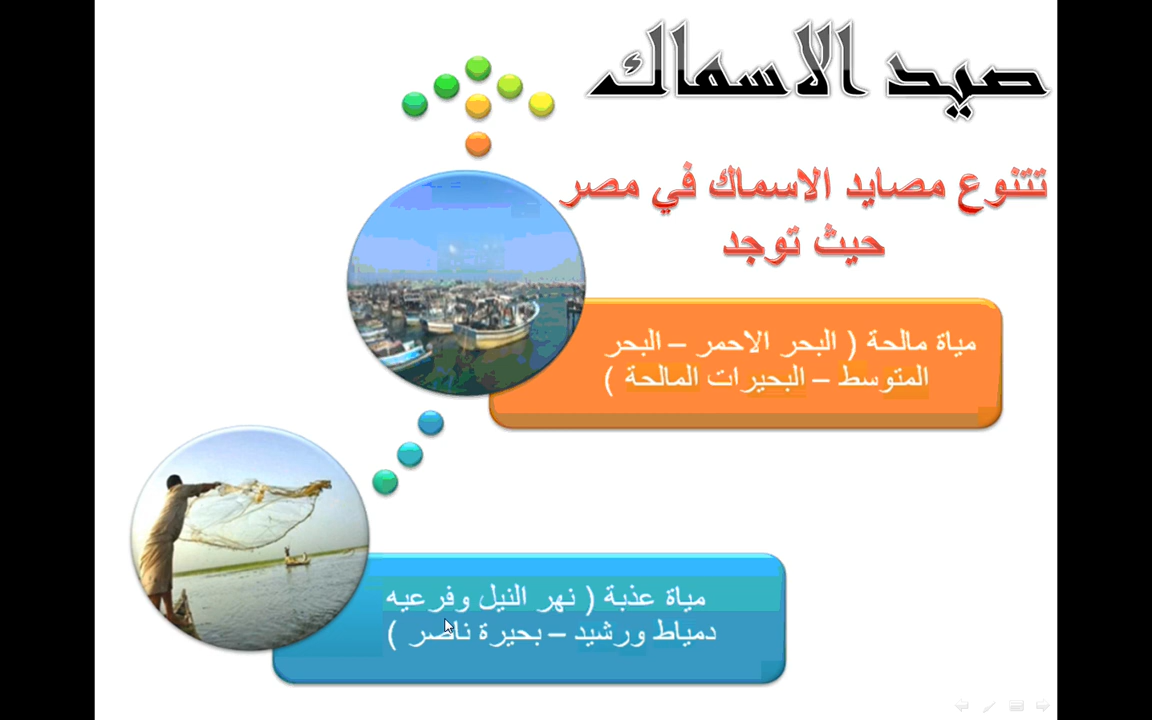 صيد الاسماك
تتنوع مصايد الاسماك في مصر
حيث توجد
مياة مالحة ( البحر الاحمر – البحر
المتوسط – البحيرات المالحة )
مياة عذبة ( نهر النيل وفرعيه
دمياط ورشيد – بحيرة ناصر )